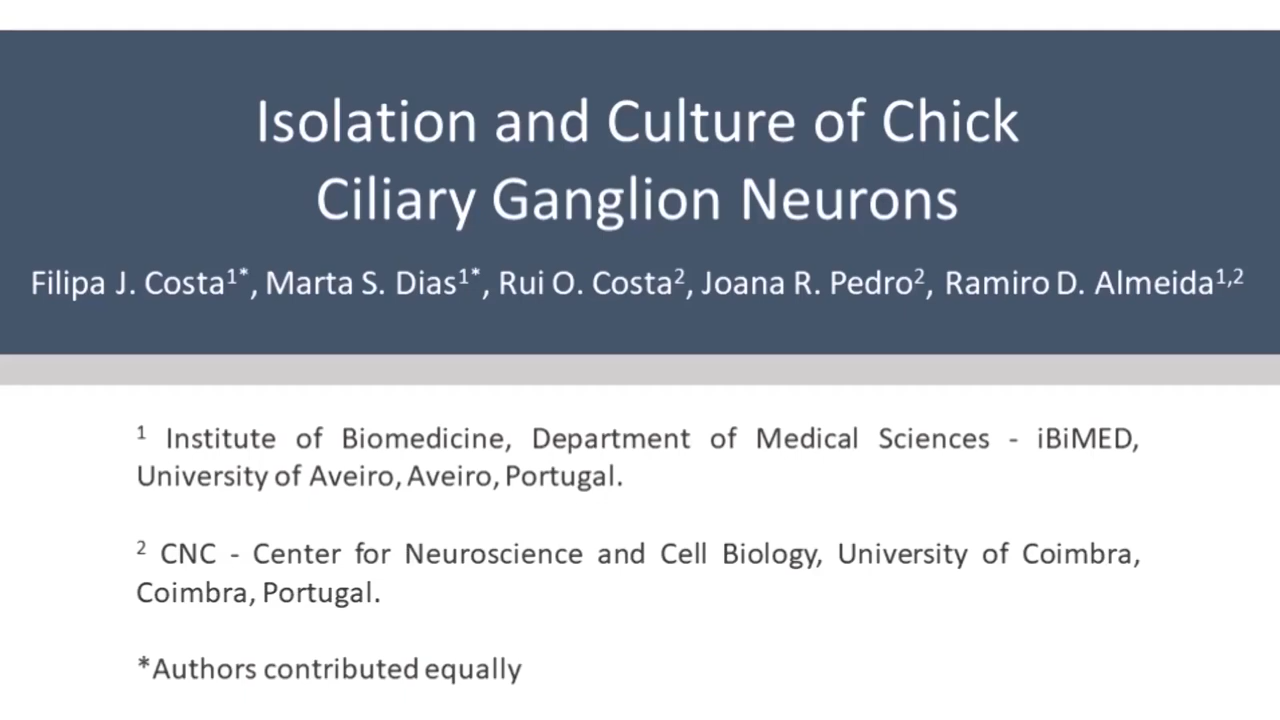 Isolation and Culture of Chick
Ciliary Ganglion Neurons
Filipa J. Costa¹*, Marta S. Dias¹*, Rui O. Costa², Joana R. Pedro², Ramiro D. Almeida¹,²
¹ Institute of Biomedicine, Department of Medical Sciences - iBiMED,
University of Aveiro, Aveiro, Portugal.
² CNC - Center for Neuroscience and Cell Biology, University of Coimbra,
Coimbra, Portugal.
*Authors contributed equally